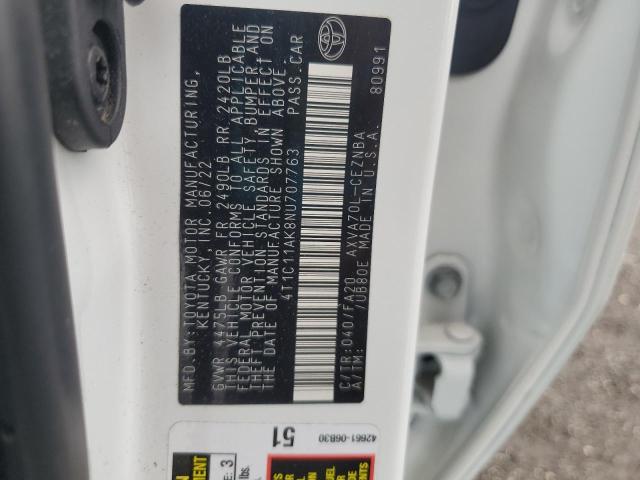 MFD.BY:TOYOTA MOTOR MANUFACTURING,
KENTUCKY, INC.06/22
GVWR 4475LB GAWR FR 2490LB RR 2420LB
THIS VEHICLE CONFORMS TO ALL APPLICABLE
FEDERAL MOTOR VEHICLE SAFETY, BUMPER AND
THEFT PREVENTION STANDARDS IN EFFECT ON
THE DATE OF MANUFACTURE SHOWN ABOVE.
4T1C11AK8NU707763 PASS.CAR
C/TR:040/FA20 AXVA70L-CEZNBA
A/TM: /UB80E MADE IN U.S.A. 80991
51
42661-06B30
3
lbs.